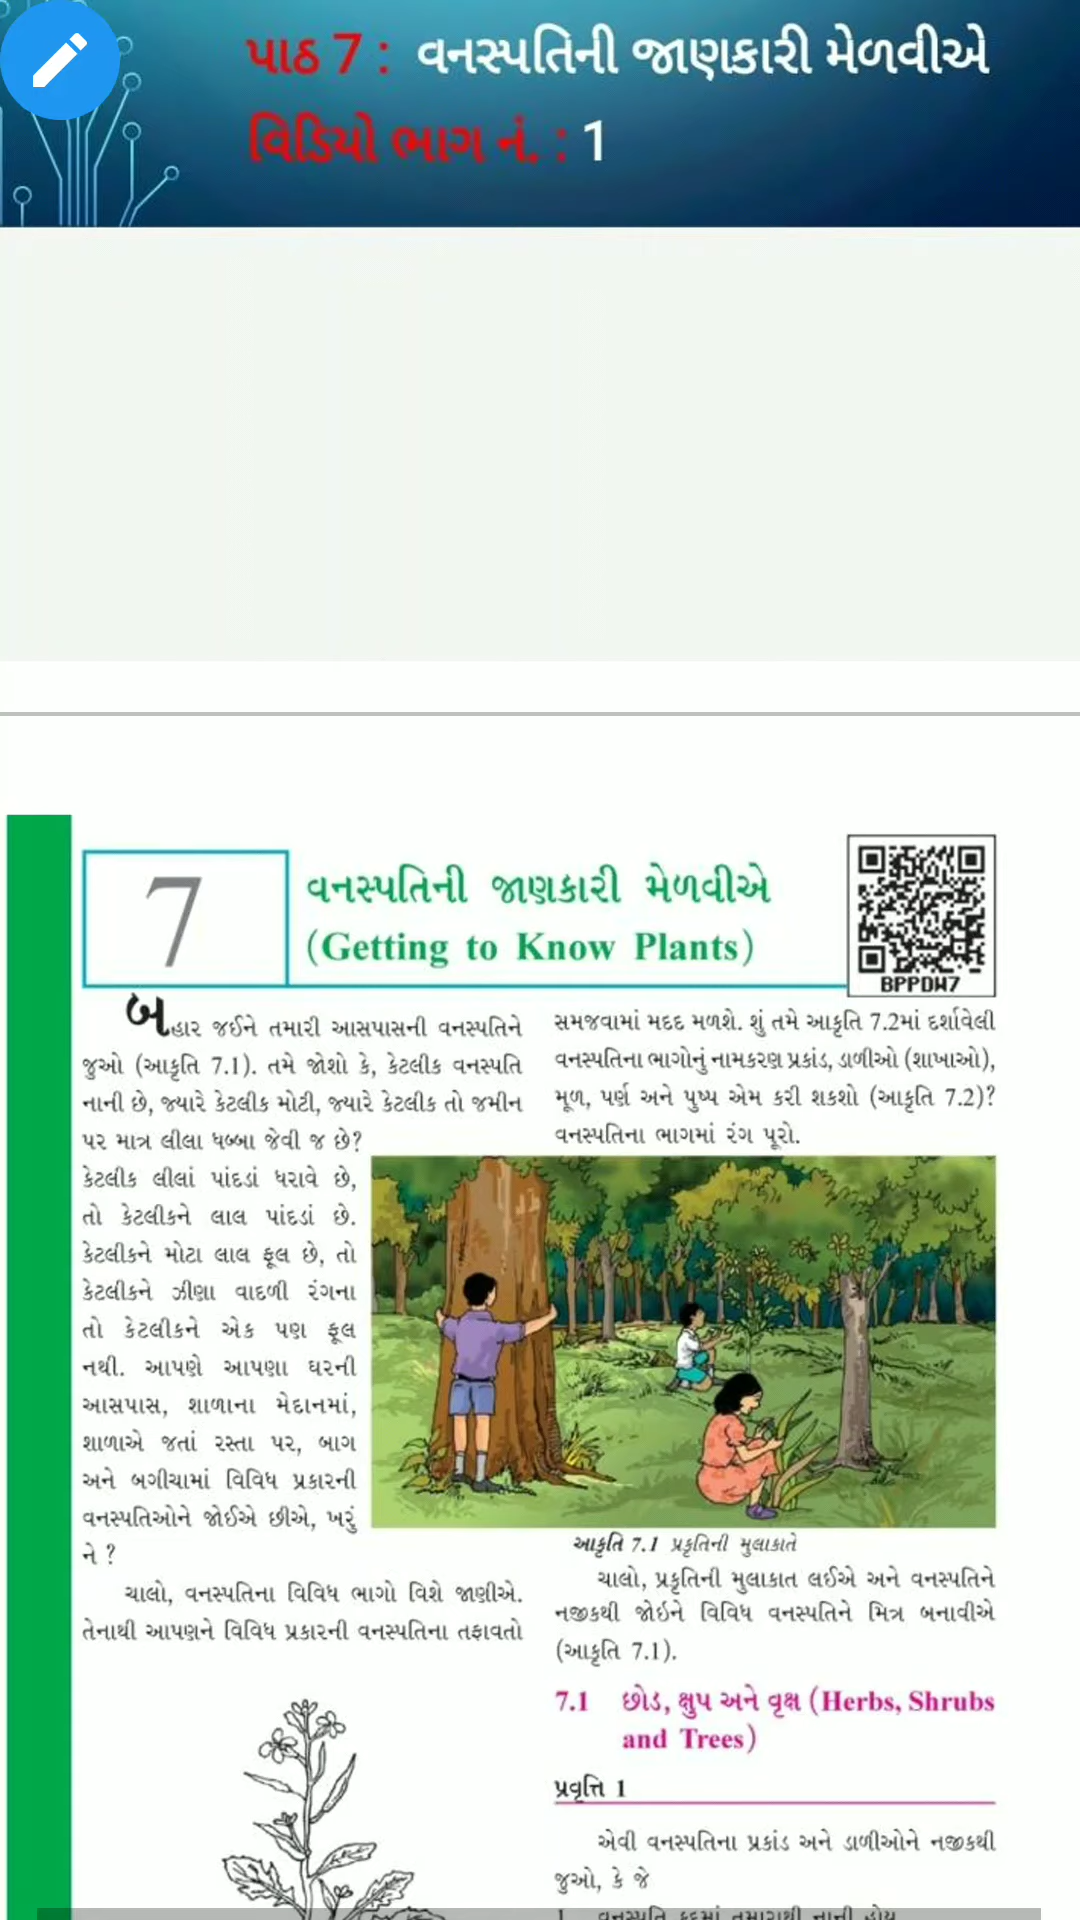 પાઠ 7 : વનસ્પતિની જાણકારી મેળવીએ
વિડિયો ભાગ નં. : 1
7
વનસ્પતિની જાણકારી મેળવીએ
(Getting to Know Plants)
BPPDW7
બહાર જઈને તમારી આસપાસની વનસ્પતિને
જુઓ (આકૃતિ 7.1). તમે જોશો કે, કેટલીક વનસ્પતિ
નાની છે, જ્યારે કેટલીક મોટી, જ્યારે કેટલીક તો જમીન
પર માત્ર લીલા ધબ્બા જેવી જ છે?
કેટલીક લીલાં પાંદડાં ધરાવે છે,
તો કેટલીકને લાલ પાંદડાં છે.
કેટલીકને મોટા લાલ ફૂલ છે, તો
કેટલીકને ઝીણા વાદળી રંગના
તો કેટલીકને એક પણ ફૂલ
નથી. આપણે આપણા ઘરની
આસપાસ, શાળાના મેદાનમાં,
શાળાએ જતાં રસ્તા પર, બાગ
અને બગીચામાં વિવિધ પ્રકારની
વનસ્પતિઓને જોઈએ છીએ, ખરું
ને ?
ચાલો, વનસ્પતિના વિવિધ ભાગો વિશે જાણીએ.
તેનાથી આપણને વિવિધ પ્રકારની વનસ્પતિના તફાવતો
સમજવામાં મદદ મળશે. શું તમે આકૃતિ 7.2માં દર્શાવેલી
વનસ્પતિના ભાગોનું નામકરણ પ્રકાંડ, ડાળીઓ (શાખાઓ),
મૂળ, પર્ણ અને પુષ્પ એમ કરી શકશો (આકૃતિ 7.2)?
વનસ્પતિના ભાગમાં રંગ પૂરો.
આકૃતિ 7.1 પ્રકૃતિની મુલાકાતે
ચાલો, પ્રકૃતિની મુલાકાત લઈએ અને વનસ્પતિને
નજીકથી જોઇને વિવિધ વનસ્પતિને મિત્ર બનાવીએ
(આકૃતિ 7.1).
7.1 છોડ, ક્ષુપ અને વૃક્ષ (Herbs, Shrubs
and Trees)
પ્રવૃત્તિ 1
એવી વનસ્પતિના પ્રકાંડ અને ડાળીઓને નજીકથી
જુઓ, કે જે
1. વનસ્પતિ કદમાં તમારાથી નાની હોય